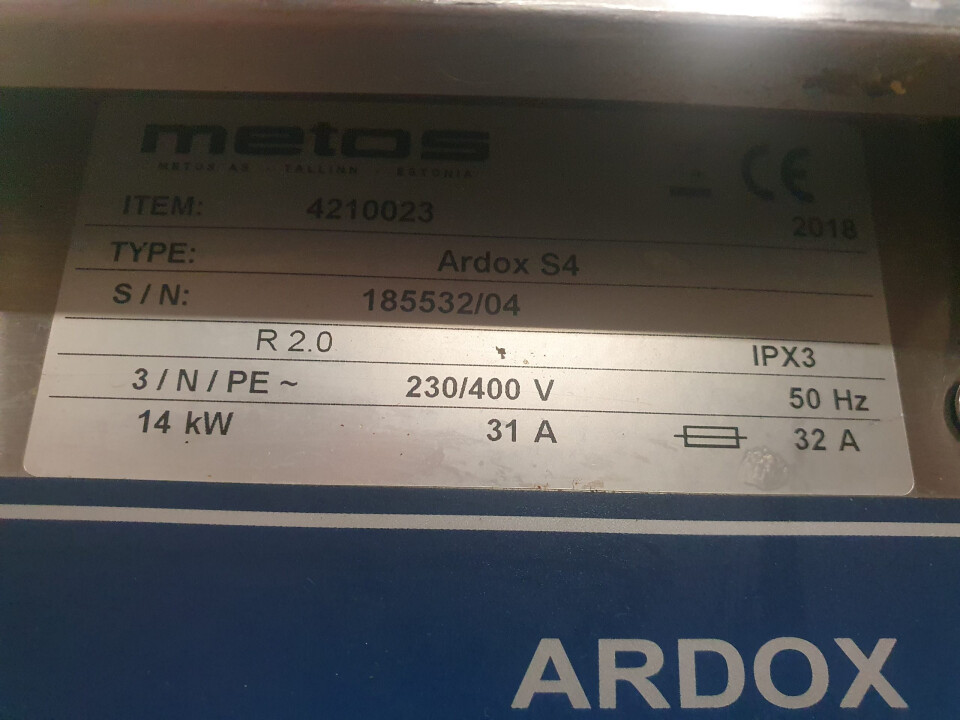 metos
METOS AS - TALLINN - ESTONIA
CE
ITEM: 4210023 2018
TYPE: Ardox S4
S / N: 185532/04
R 2.0 IPX3
3 / N / PE ~ 230/400 V 50 Hz
14 kW 31 A 32 A
ARDOX